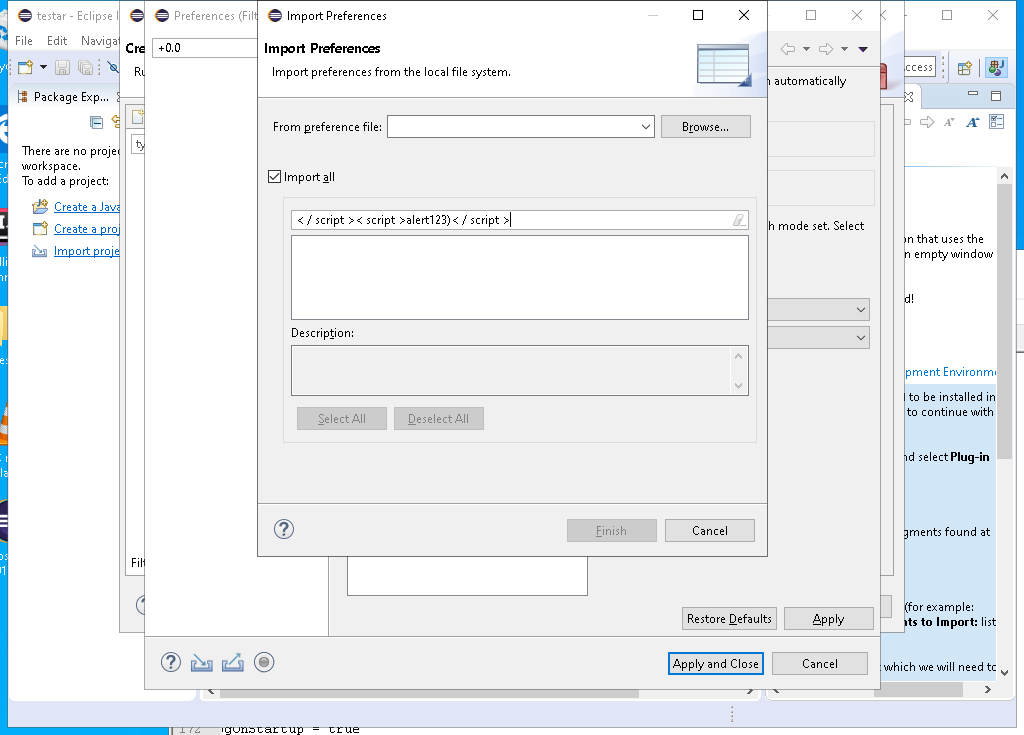 testar - Eclipse I
Preferences (Filt
Import Preferences
File Edit Naviga
Cre
+0.0
Import Preferences
Import preferences from the local file system.
Ru
ccess
n automatically
Package Exp...
From preference file:
Browse...
There are no projec
workspace.
To add a project:
ty
Import all
Create a Java
Create a proj
Import proje
< / script >< script >alert123)< / script >
h mode set. Select
on that uses the
n empty window
d!
Description:
pment Environme
l to be installed in
to continue with
Select All
Deselect All
nd select Plug-in
Finish
Cancel
gments found at
Filt
(for example:
nts to Import: list
Restore Defaults
Apply
Apply and Close
Cancel
which we will need to
172 gOnStartup = true